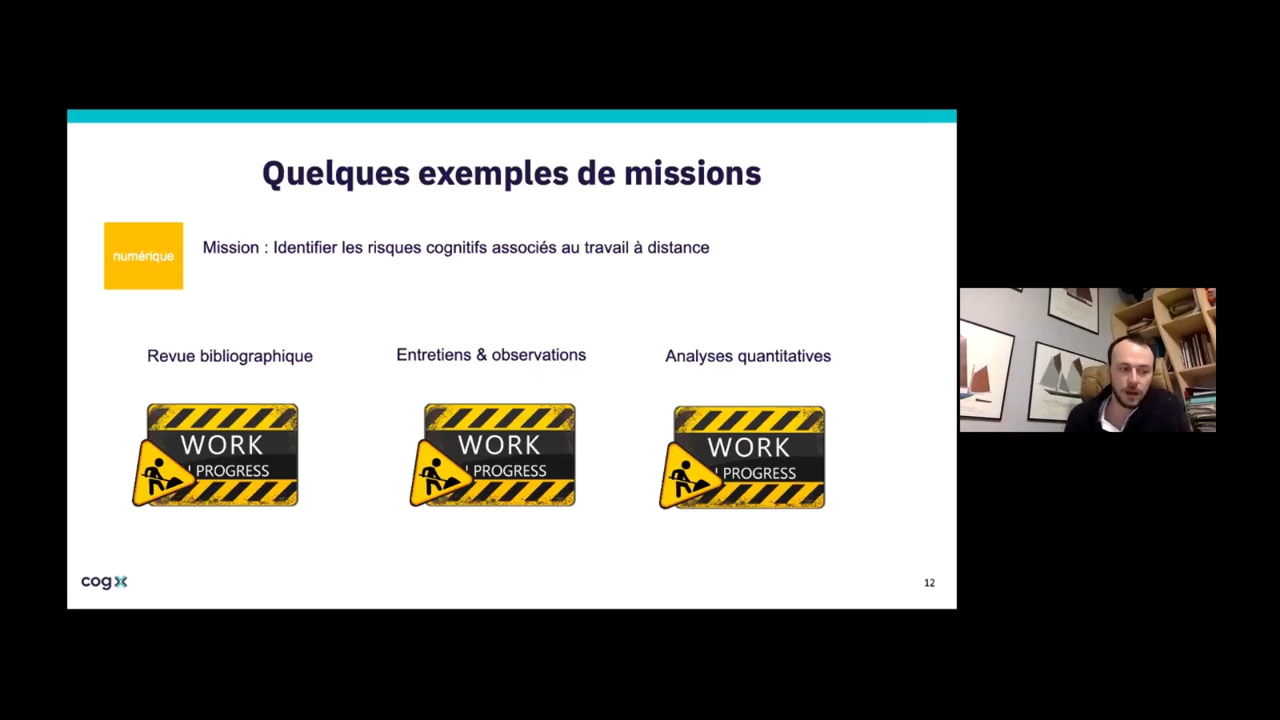 Quelques exemples de missions
numérique
Mission : Identifier les risques cognitifs associés au travail à distance
Revue bibliographique
Entretiens & observations
Analyses quantitatives
WORK
PROGRESS
WORK
PROGRESS
WORK
PROGRESS
cogx
12